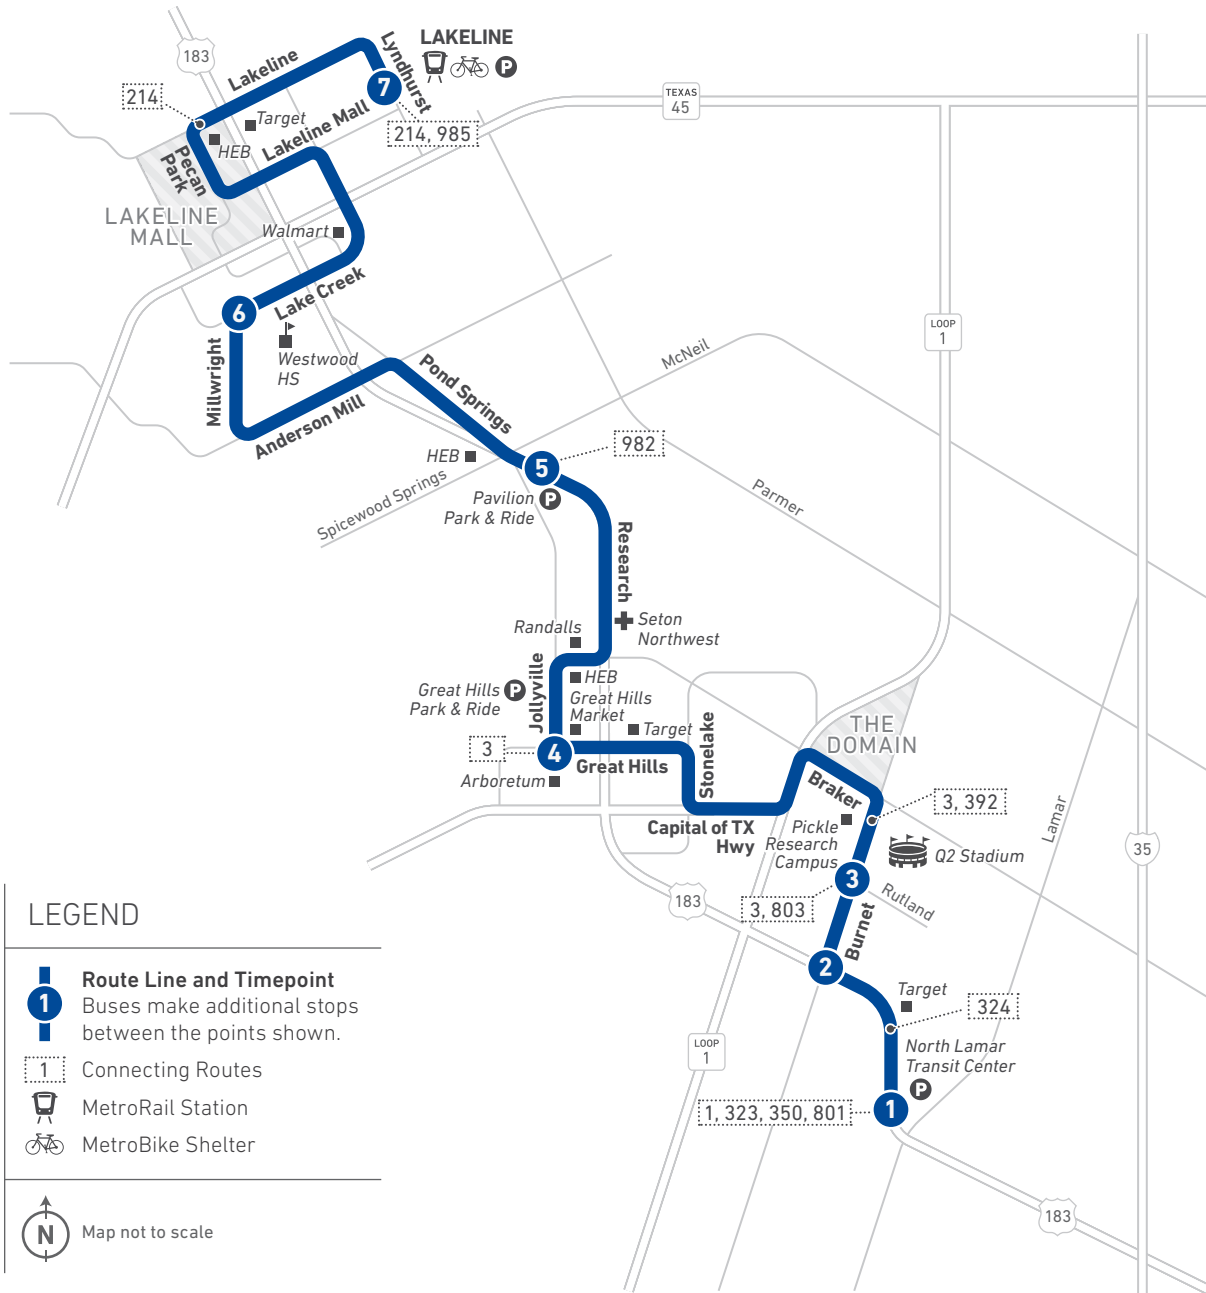 LAKELINE
Lyndhurst
183
Lakeline
7
214
Target
HEB
Lakeline Mall
214, 985
TEXAS
45
Pecan
Park
LAKELINE
MALL
Walmart
Lake Creek
6
Westwood
HS
Millwright
Anderson Mill
Pond Springs
McNeil
LOOP
1
HEB
5
982
Spicewood Springs
Pavilion
Park & Ride
P
Parmer
Research
Seton
Northwest
Randalls
Jollyville
HEB
Great Hills
Park & Ride
P
Great Hills
Market
Target
3
4
Great Hills
Arboretum
Stonelake
THE
DOMAIN
Braker
3, 392
Capital of TX
Hwy
Pickle
Research
Campus
Q2 Stadium
Lamar
35
3
3, 803
Rutland
183
Burnet
2
Target
324
LOOP
1
North Lamar
Transit Center
P
1, 323, 350, 801
1
183
P
LEGEND
1
Route Line and Timepoint
Buses make additional stops
between the points shown.
1
Connecting Routes
MetroRail Station
MetroBike Shelter
N
Map not to scale